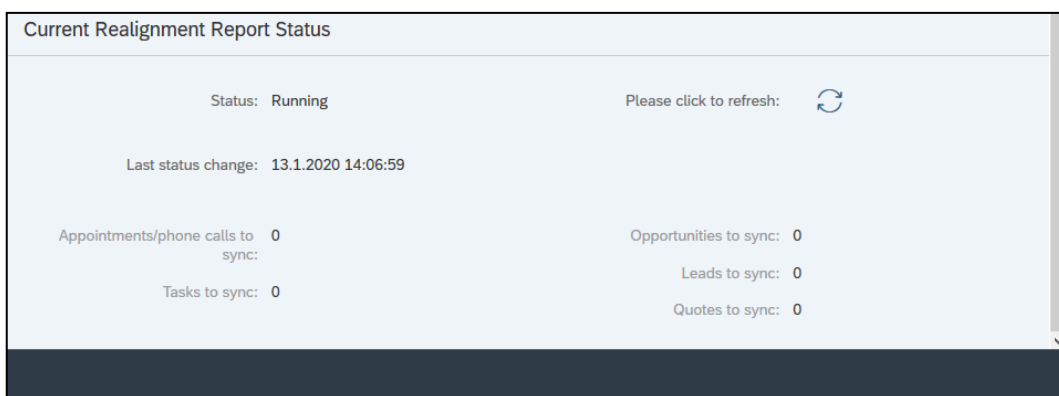 Current Realignment Report Status
Status: Running
Please click to refresh:
Last status change: 13.1.2020 14:06:59
Appointments/phone calls to
sync: 0
Opportunities to sync: 0
Leads to sync: 0
Tasks to sync: 0
Quotes to sync: 0